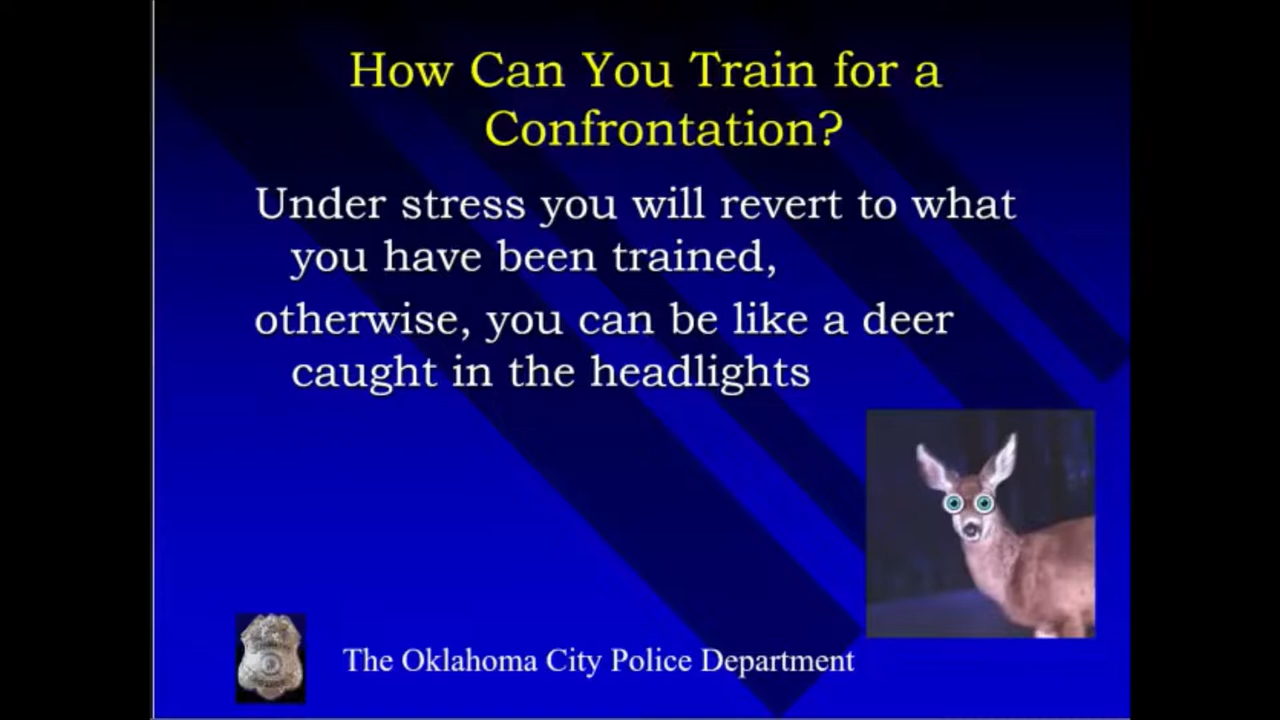 How Can You Train for a
Confrontation?
Under stress you will revert to what
you have been trained,
otherwise, you can be like a deer
caught in the headlights
The Oklahoma City Police Department